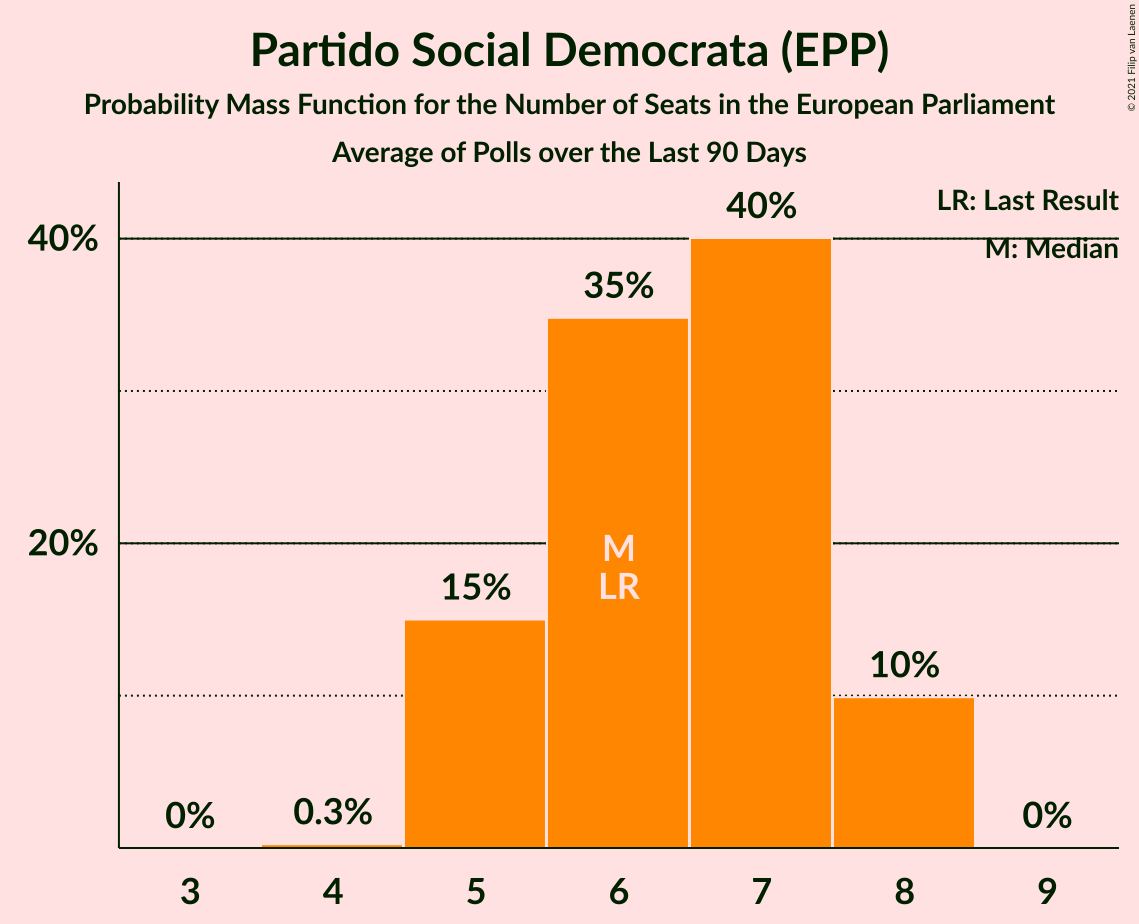 Partido Social Democrata (EPP)
Probability Mass Function for the Number of Seats in the European Parliament
Average of Polls over the Last 90 Days
© 2021 Filip van Laenen
LR: Last Result
M: Median
40%
20%
0%
0.3%
15%
35%
40%
10%
0%
M
LR
3 4 5 6 7 8 9